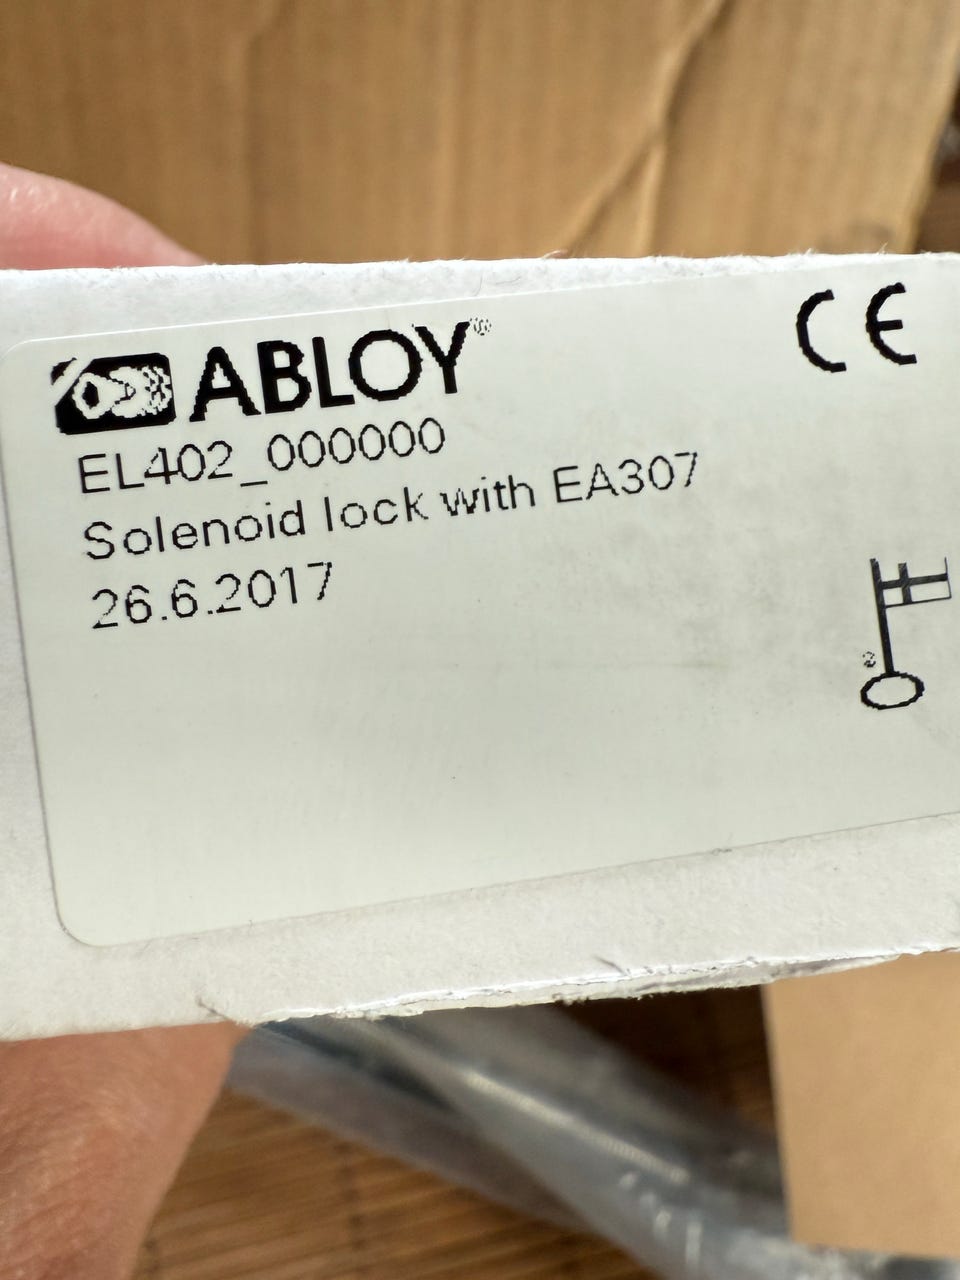 ABLOY®
CE
EL402_000000
Solenoid lock with EA307
26.6.2017